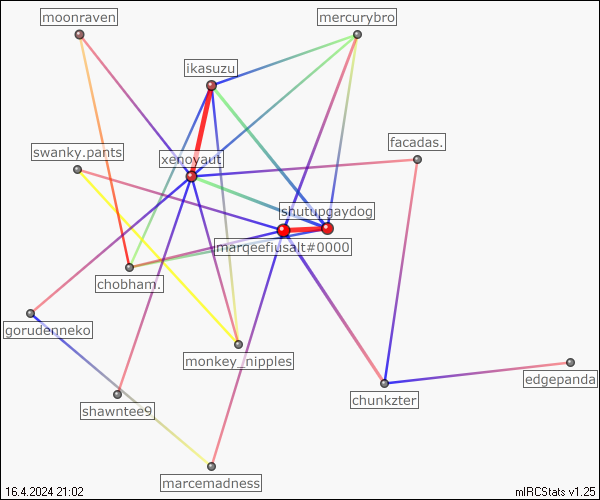 moonraven
mercurybro
ikasuzu
facadas.
swanky.pants
xenovaut
shutupgaydog
marqeefiusalt#0000
chobham.
gorudenneko
monkey_nipples
edgepanda
chunkzter
shawntee9
marcemadness
16.4.2024 21:02
mIRCStats v1.25